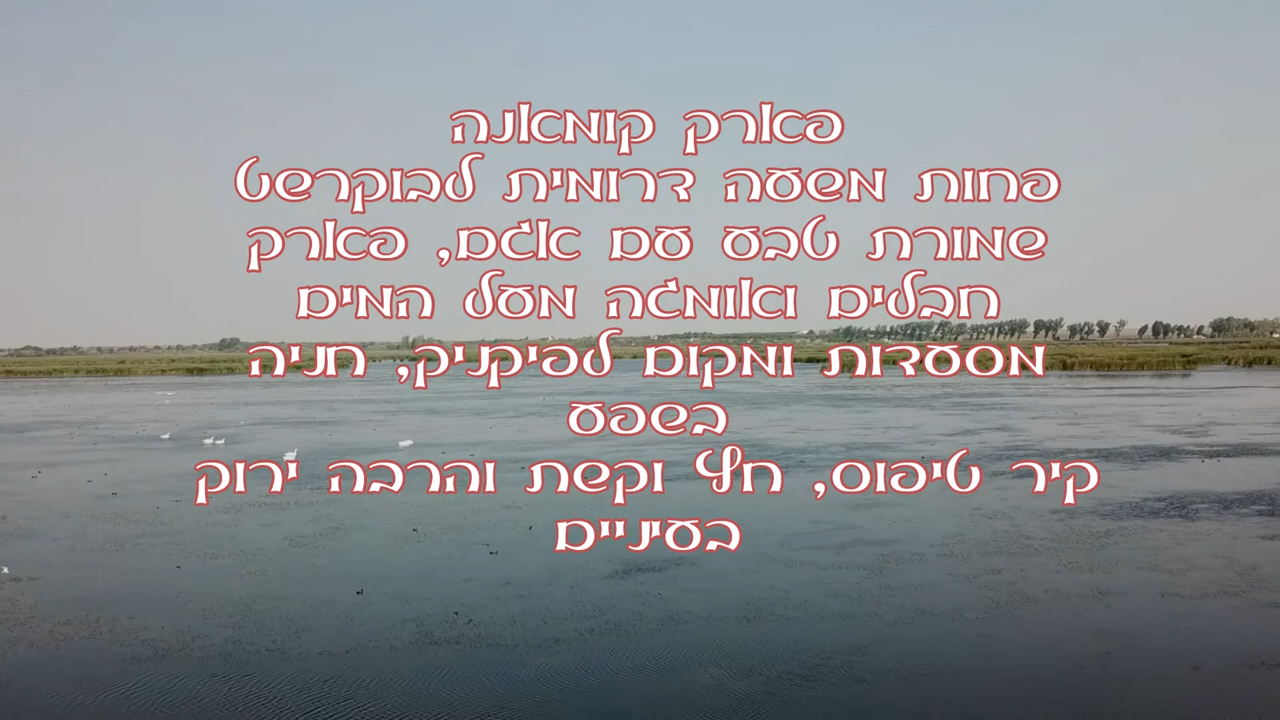 פארק קומאנה
פחות משעה דרומית לבוקרשט
שמורת טבע עם אגם, פארק
חבלים ואומגה מעל המים
מסעדות ומקום לפיקניק, חניה
בשפע
קיר טיפוס, חץ וקשת והרבה ירוק
בעיניים